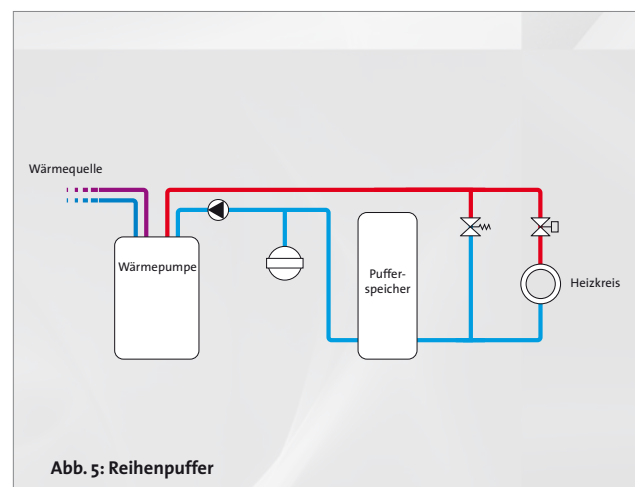 Wärmequelle
Wärmepumpe
Puffer-
speicher
Heizkreis
Abb. 5: Reihenpuffer